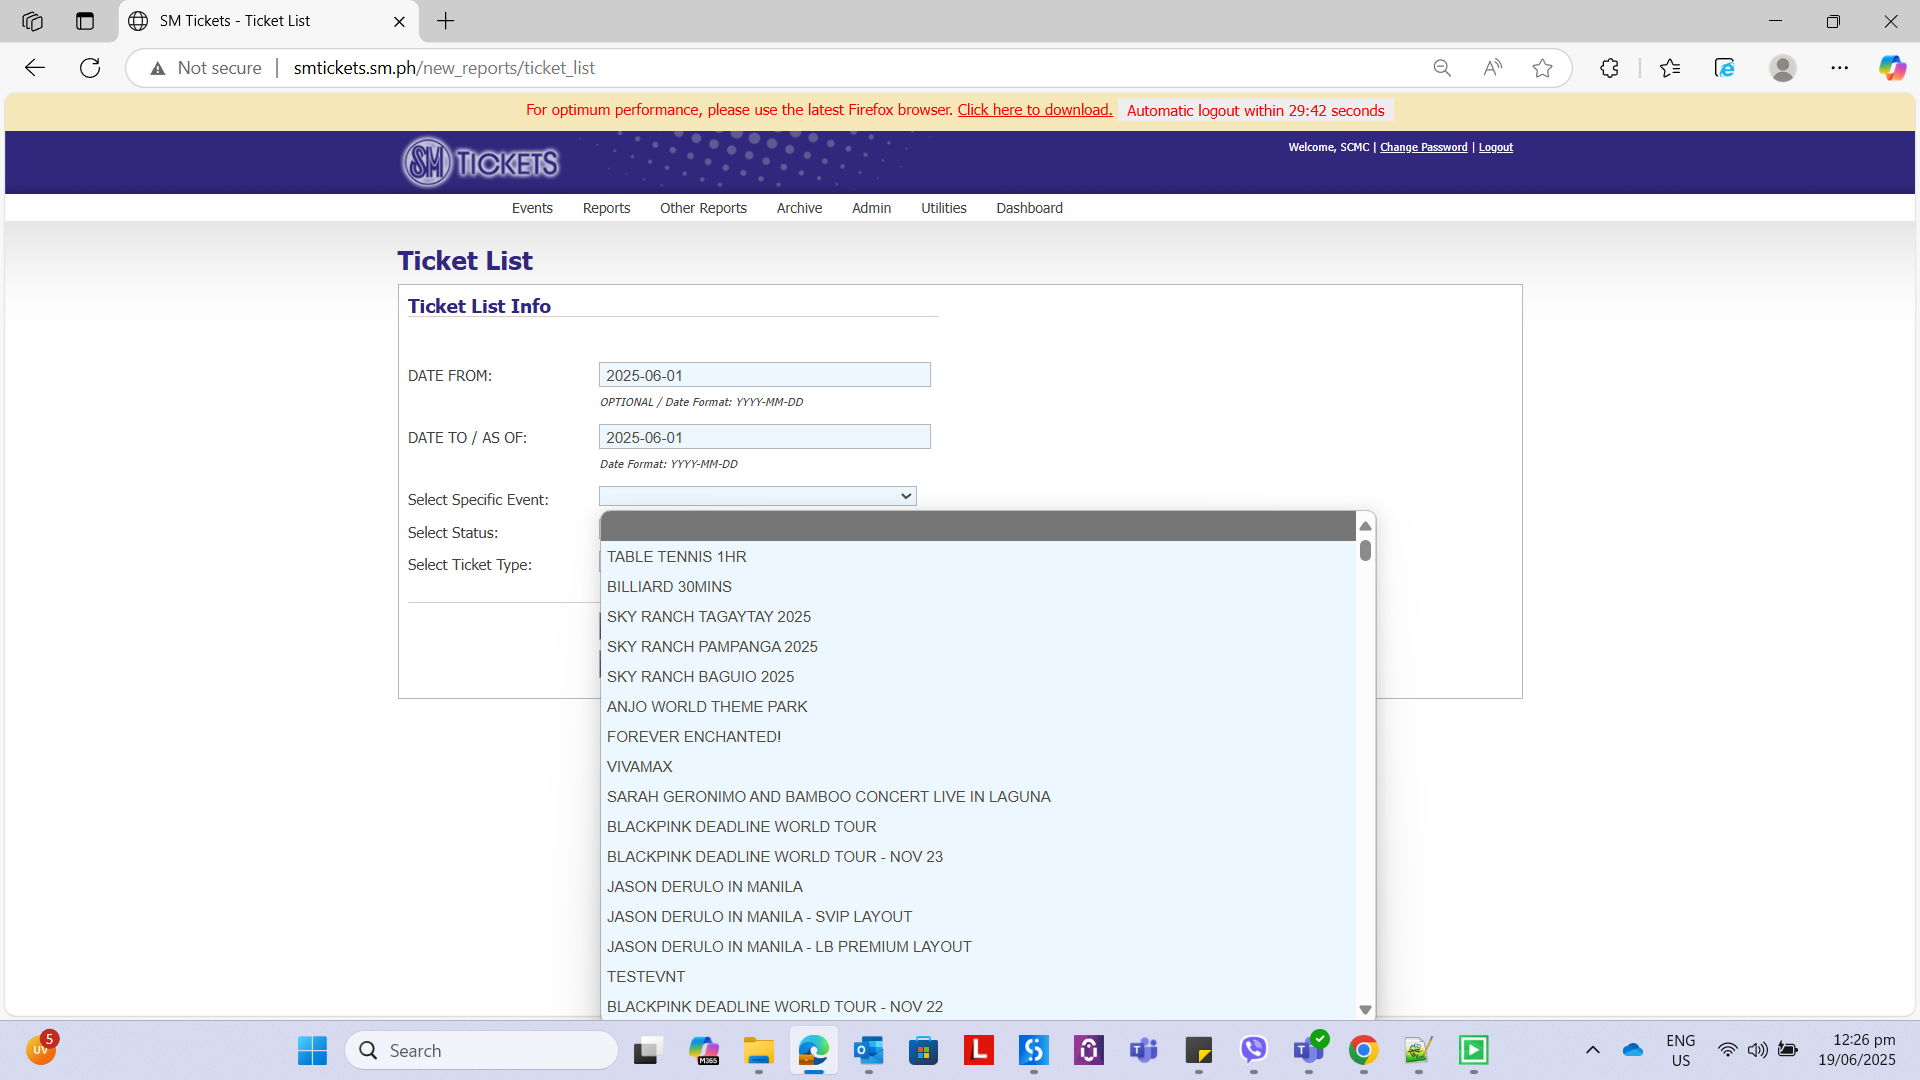 SM Tickets - Ticket List
Not secure
smtickets.sm.ph/new_reports/ticket_list
For optimum performance, please use the latest Firefox browser. Click here to download. Automatic logout within 29:42 seconds
SM TICKETS
Welcome, SCMC | Change Password | Logout
Events Reports Other Reports Archive Admin Utilities Dashboard
Ticket List
Ticket List Info
DATE FROM: 2025-06-01
OPTIONAL / Date Format: YYYY-MM-DD
DATE TO / AS OF: 2025-06-01
Date Format: YYYY-MM-DD
Select Specific Event:
Select Status:
Select Ticket Type:
TABLE TENNIS 1HR
BILLIARD 30MINS
SKY RANCH TAGAYTAY 2025
SKY RANCH PAMPANGA 2025
SKY RANCH BAGUIO 2025
ANJO WORLD THEME PARK
FOREVER ENCHANTED!
VIVAMAX
SARAH GERONIMO AND BAMBOO CONCERT LIVE IN LAGUNA
BLACKPINK DEADLINE WORLD TOUR
BLACKPINK DEADLINE WORLD TOUR - NOV 23
JASON DERULO IN MANILA
JASON DERULO IN MANILA - SVIP LAYOUT
JASON DERULO IN MANILA - LB PREMIUM LAYOUT
TESTEVNT
BLACKPINK DEADLINE WORLD TOUR - NOV 22
UV 5
Search
M365
ENG
US
12:26 pm
19/06/2025